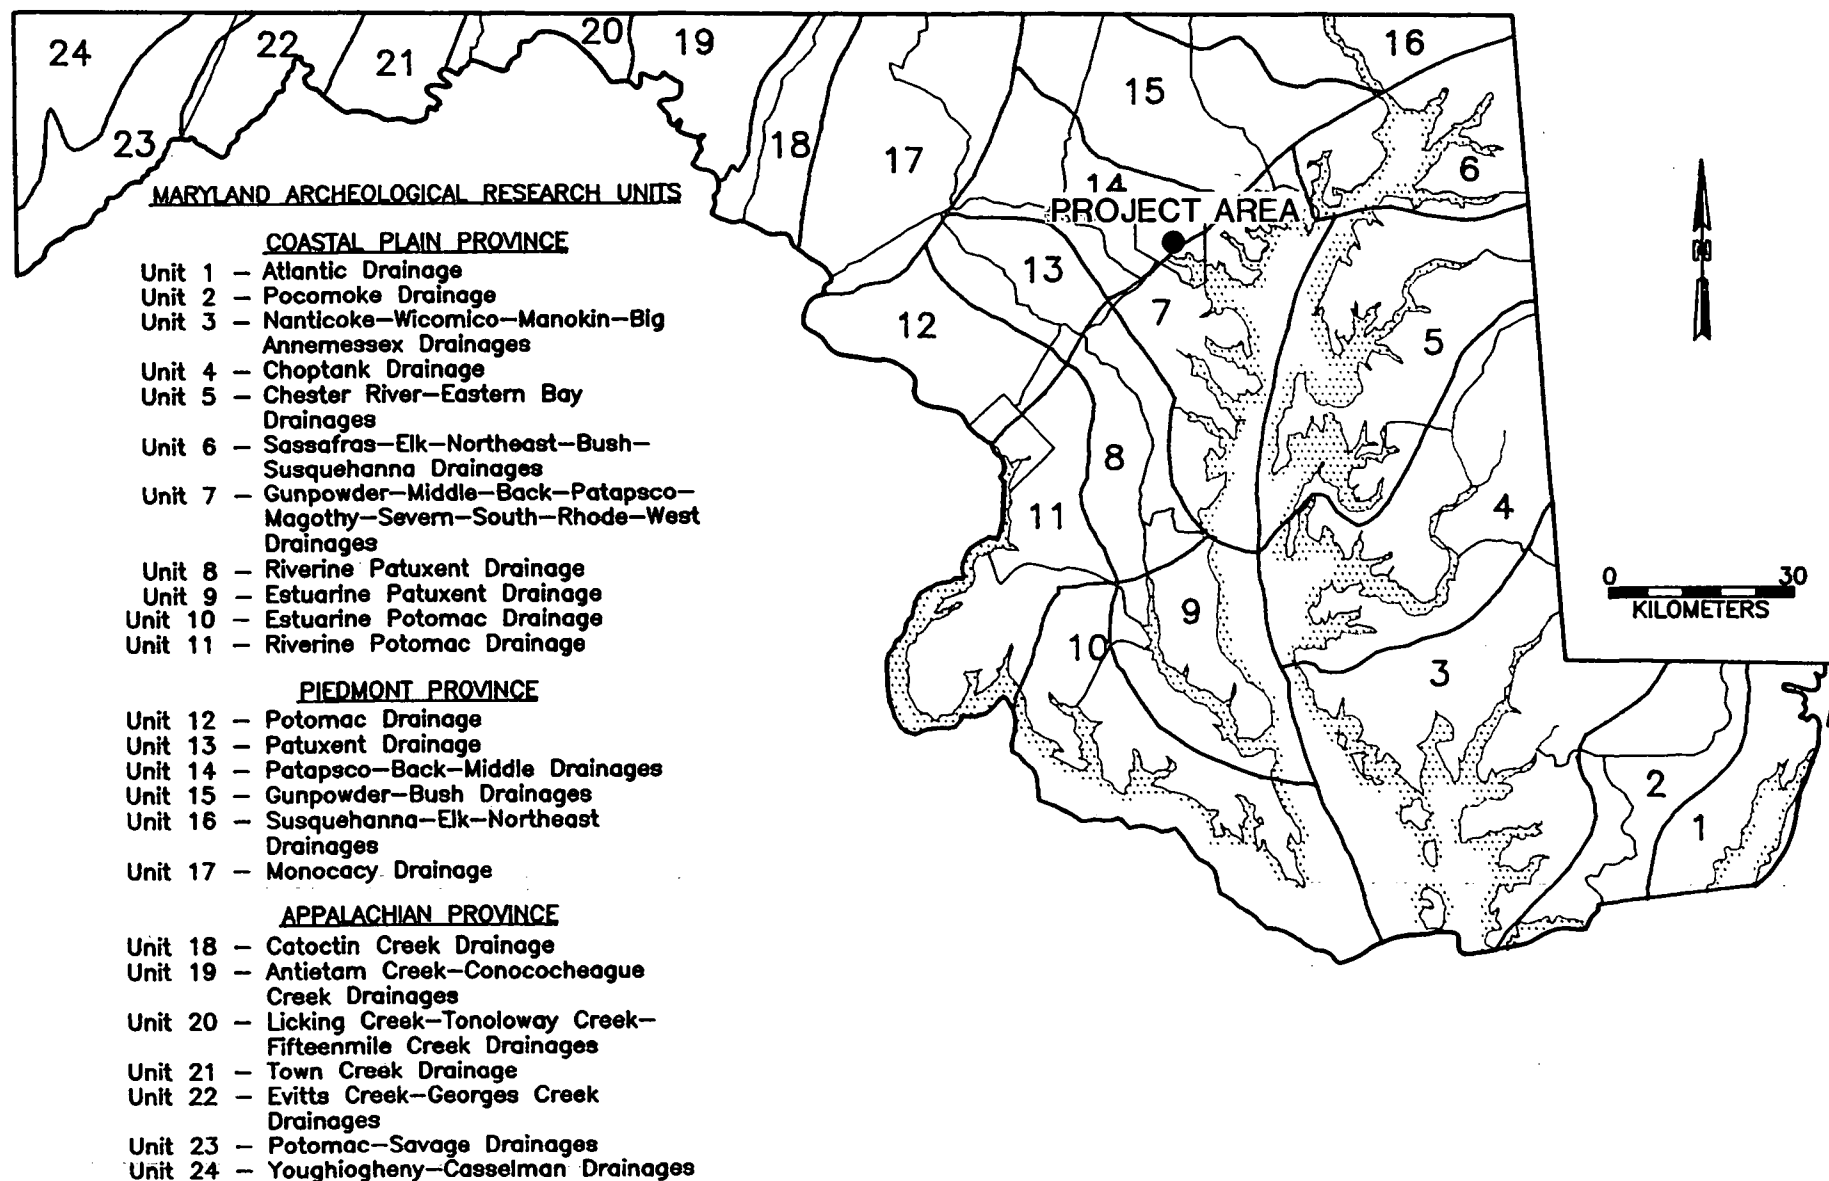 24
22
21
20
19
16
15
23
18
17
6
14
PROJECT AREA
13
7
12
5
8
11
4
9
10
3
2
1
N
0 30
KILOMETERS
MARYLAND ARCHEOLOGICAL RESEARCH UNITS
COASTAL PLAIN PROVINCE
Unit 1 – Atlantic Drainage
Unit 2 – Pocomoke Drainage
Unit 3 – Nanticoke–Wicomico–Manokin–Big
Annemessex Drainages
Unit 4 – Choptank Drainage
Unit 5 – Chester River–Eastern Bay
Drainages
Unit 6 – Sassafras–Elk–Northeast–Bush–
Susquehanna Drainages
Unit 7 – Gunpowder–Middle–Back–Patapsco–
Magothy–Severn–South–Rhode–West
Drainages
Unit 8 – Riverine Patuxent Drainage
Unit 9 – Estuarine Patuxent Drainage
Unit 10 – Estuarine Potomac Drainage
Unit 11 – Riverine Potomac Drainage
PIEDMONT PROVINCE
Unit 12 – Potomac Drainage
Unit 13 – Patuxent Drainage
Unit 14 – Patapsco–Back–Middle Drainages
Unit 15 – Gunpowder–Bush Drainages
Unit 16 – Susquehanna–Elk–Northeast
Drainages
Unit 17 – Monocacy Drainage
APPALACHIAN PROVINCE
Unit 18 – Catoctin Creek Drainage
Unit 19 – Antietam Creek–Conococheague
Creek Drainages
Unit 20 – Licking Creek–Tonoloway Creek–
Fifteenmile Creek Drainages
Unit 21 – Town Creek Drainage
Unit 22 – Evitts Creek–Georges Creek
Drainages
Unit 23 – Potomac–Savage Drainages
Unit 24 – Youghiogheny–Casselman Drainages